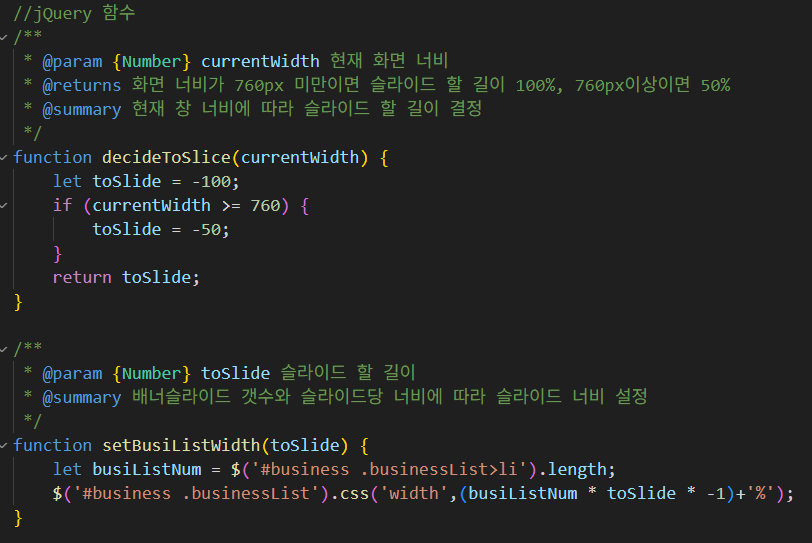 //jQuery 함수
/**
 * @param {Number} currentWidth 현재 화면 너비
 * @returns 화면 너비가 760px 미만이면 슬라이드 할 길이 100%, 760px이상이면 50%
 * @summary 현재 창 너비에 따라 슬라이드 할 길이 결정
 */
function decideToSlice(currentWidth) {
    let toSlide = -100;
    if (currentWidth >= 760) {
        toSlide = -50;
    }
    return toSlide;
}

/**
 * @param {Number} toSlide 슬라이드 할 길이
 * @summary 배너슬라이드 갯수와 슬라이드당 너비에 따라 슬라이드 너비 설정
 */
function setBusiListWidth(toSlide) {
    let busiListNum = $('#business .businessList>li').length;
    $('#business .businessList').css('width',(busiListNum * toSlide * -1)+'%');
}